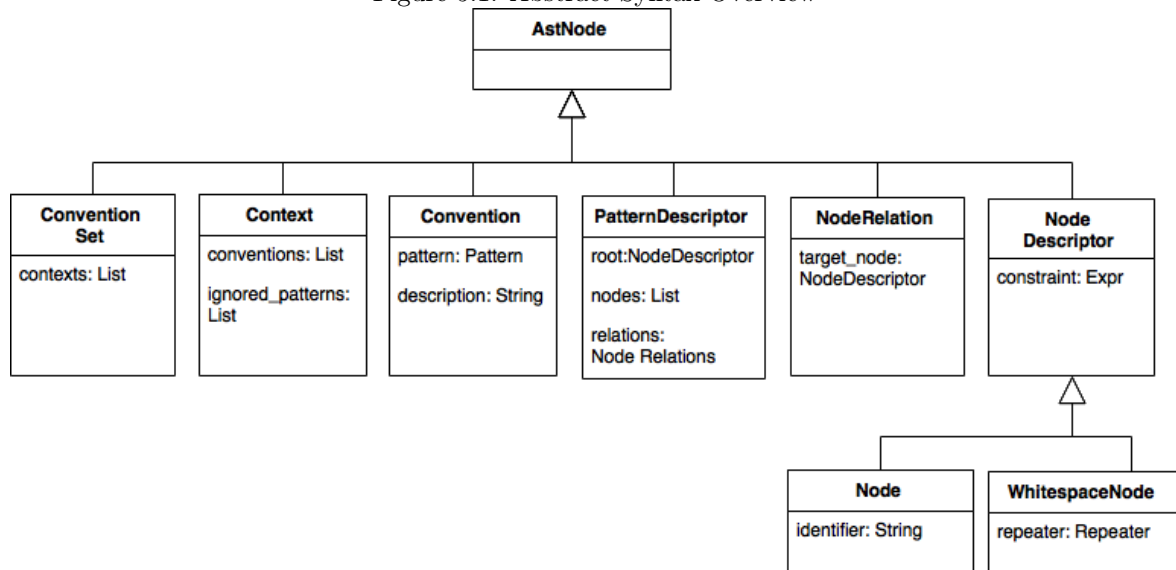 AstNode
Convention
Set
contexts: List
Context
conventions: List
ignored_patterns:
List
Convention
pattern: Pattern
description: String
PatternDescriptor
root:NodeDescriptor
nodes: List
relations:
Node Relations
NodeRelation
target_node:
NodeDescriptor
Node
Descriptor
constraint: Expr
Node
identifier: String
WhitespaceNode
repeater: Repeater